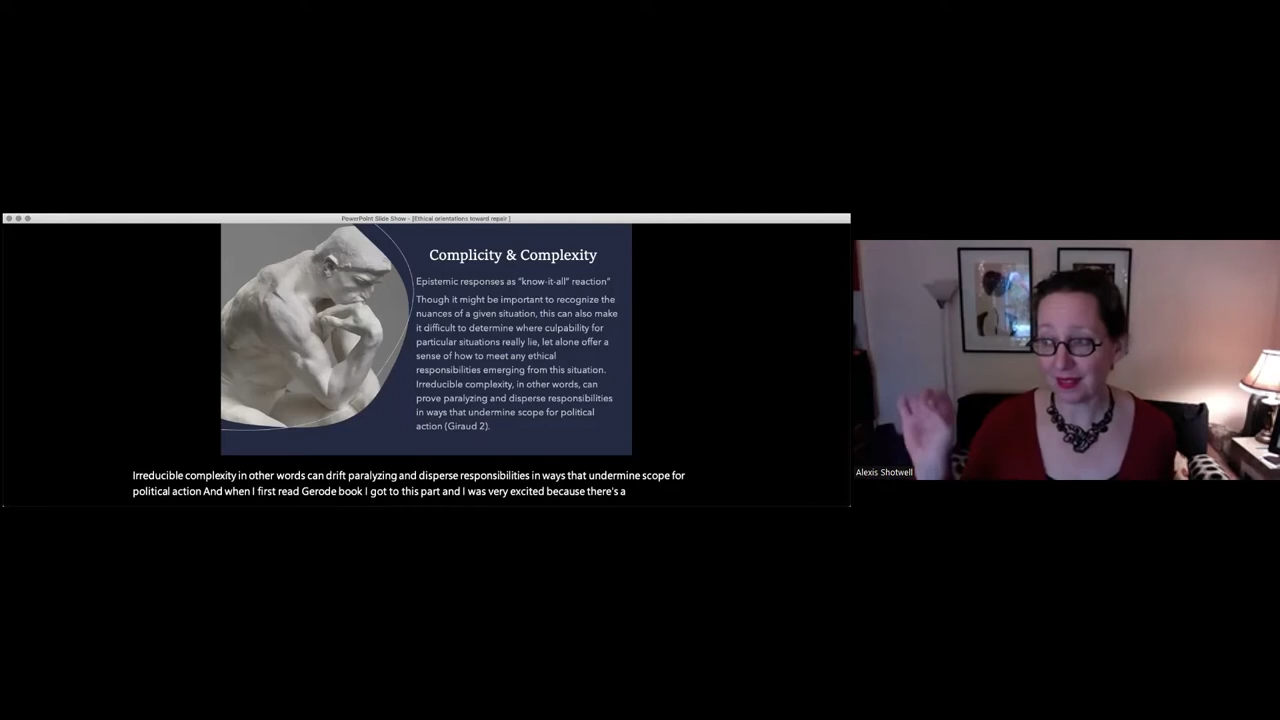 PowerPoint Slide Show - [Ethical orientations toward repair ]
Complicity & Complexity
Epistemic responses as “know-it-all” reaction”
Though it might be important to recognize the
nuances of a given situation, this can also make
it difficult to determine where culpability for
particular situations really lie, let alone offer a
sense of how to meet any ethical
responsibilities emerging from this situation.
Irreducible complexity, in other words, can
prove paralyzing and disperse responsibilities
in ways that undermine scope for political
action (Giraud 2).
Irreducible complexity in other words can drift paralyzing and disperse responsibilities in ways that undermine scope for
political action And when I first read Gerode book I got to this part and I was very excited because there's a
Alexis Shotwell